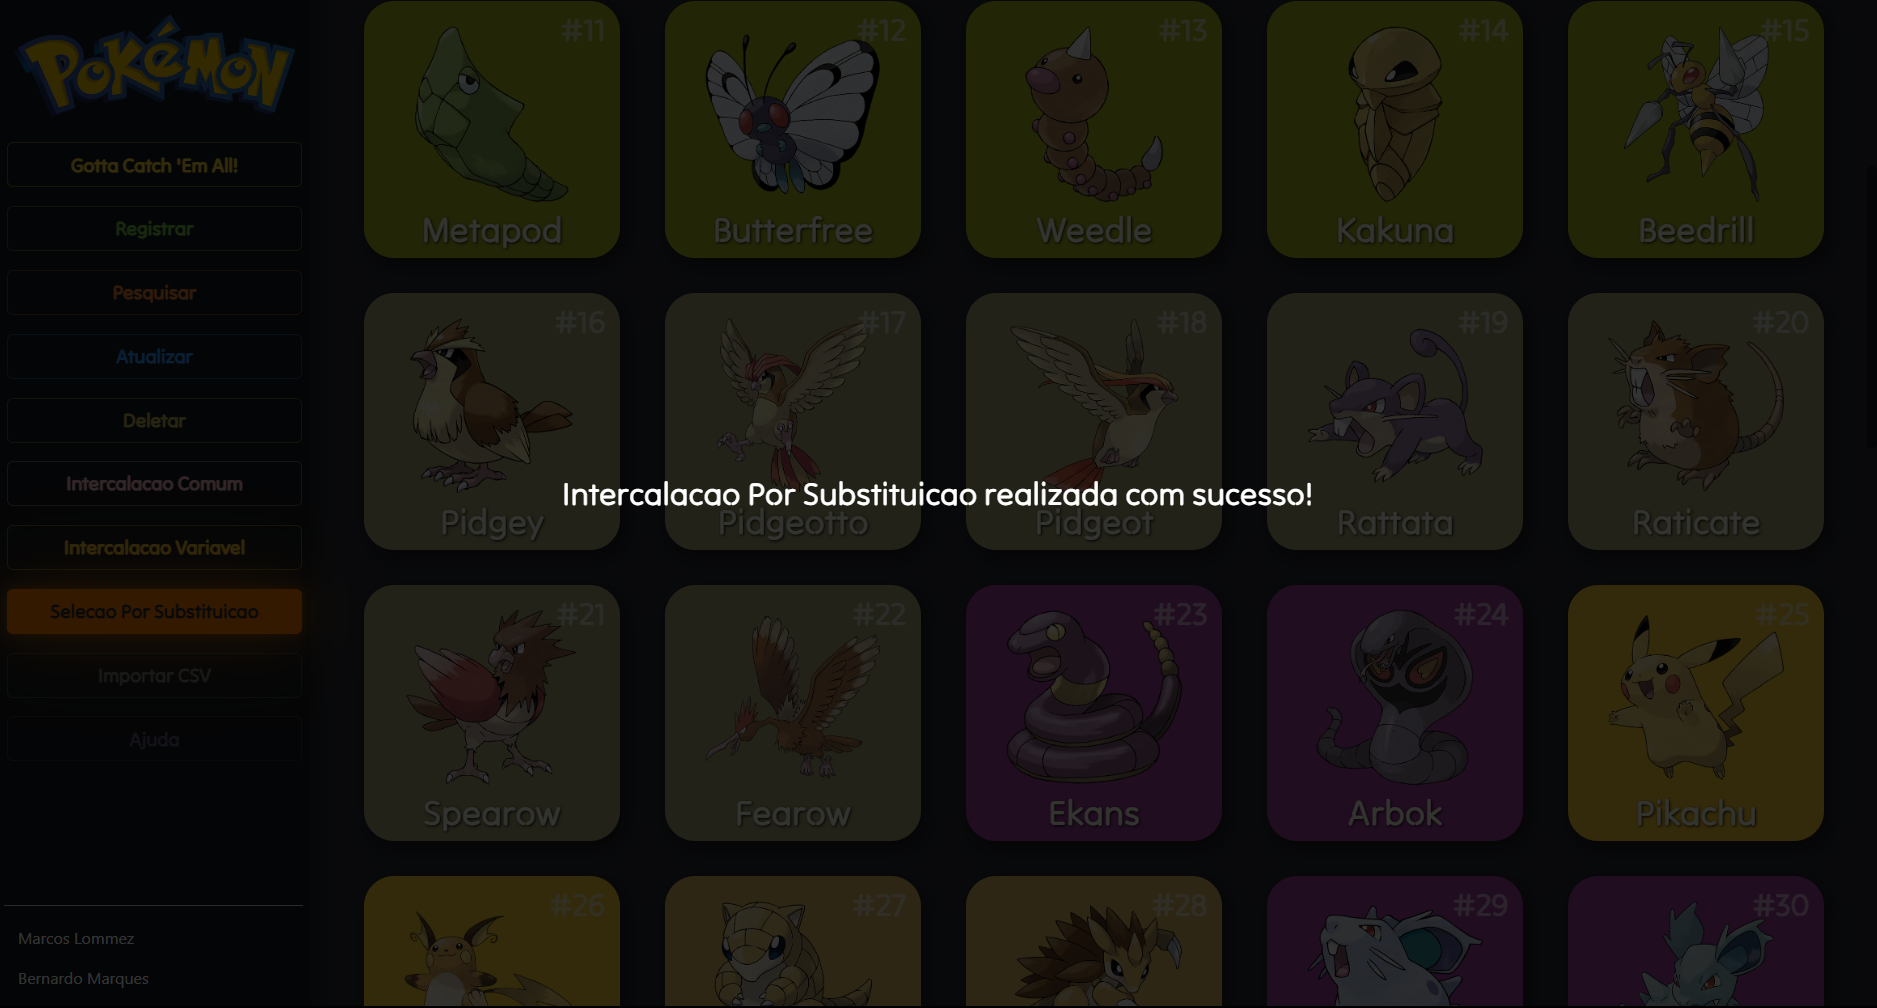 Pokémon
Gotta Catch 'Em All!
Registrar
Pesquisar
Atualizar
Deletar
Intercalacao Comum
Intercalacao Variavel
Selecao Por Substituicao
Importar CSV
Ajuda
Marcos Lommez
Bernardo Marques
#11
Metapod
#12
Butterfree
#13
Weedle
#14
Kakuna
#15
Beedrill
#16
Pidgey
#17
Pidgeotto
#18
Pidgeot
#19
Rattata
#20
Raticate
Intercalacao Por Substituicao realizada com sucesso!
#21
Spearow
#22
Fearow
#23
Ekans
#24
Arbok
#25
Pikachu
#26
#27
#28
#29
#30